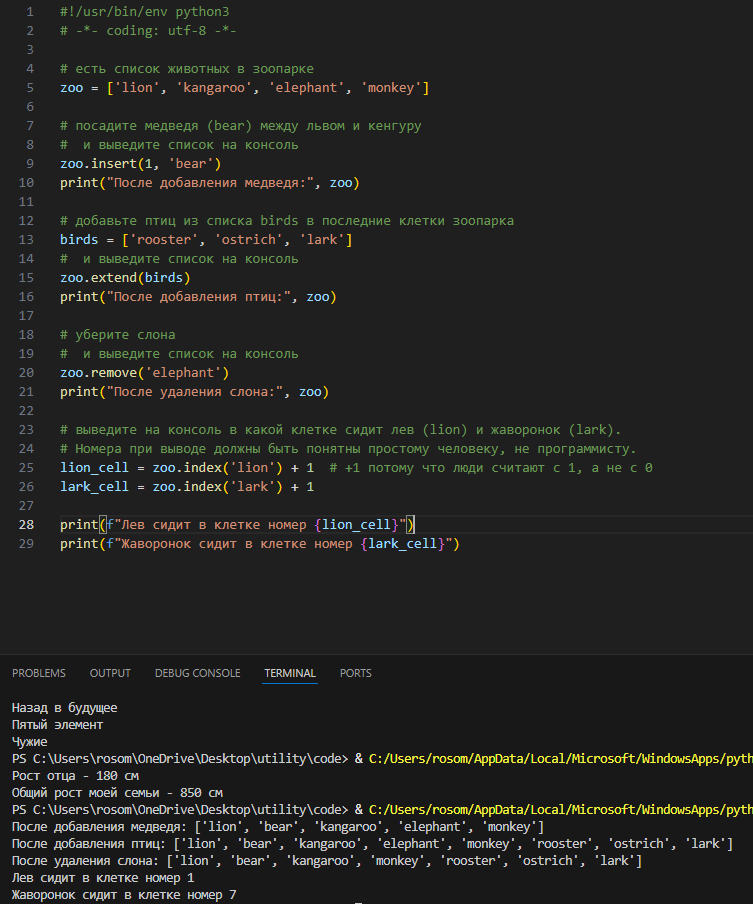 1 #!/usr/bin/env python3
2 # -*- coding: utf-8 -*-
3
4 # есть список животных в зоопарке
5 zoo = ['lion', 'kangaroo', 'elephant', 'monkey']
6
7 # посадите медведя (bear) между львом и кенгуру
8 #  и выведите список на консоль
9 zoo.insert(1, 'bear')
10 print("После добавления медведя:", zoo)
11
12 # добавьте птиц из списка birds в последние клетки зоопарка
13 birds = ['rooster', 'ostrich', 'lark']
14 #  и выведите список на консоль
15 zoo.extend(birds)
16 print("После добавления птиц:", zoo)
17
18 # уберите слона
19 #  и выведите список на консоль
20 zoo.remove('elephant')
21 print("После удаления слона:", zoo)
22
23 # выведите на консоль в какой клетке сидит лев (lion) и жаворонок (lark).
24 # Номера при выводе должны быть понятны простому человеку, не программисту.
25 lion_cell = zoo.index('lion') + 1  # +1 потому что люди считают с 1, а не с 0
26 lark_cell = zoo.index('lark') + 1
27
28 print(f"Лев сидит в клетке номер {lion_cell}")
29 print(f"Жаворонок сидит в клетке номер {lark_cell}")
PROBLEMS OUTPUT DEBUG CONSOLE TERMINAL PORTS
Назад в будущее
Пятый элемент
Чужие
PS C:\Users\rosom\OneDrive\Desktop\utility\code> & C:/Users/rosom/AppData/Local/Microsoft/WindowsApps/pyth
Рост отца - 180 см
Общий рост моей семьи - 850 см
PS C:\Users\rosom\OneDrive\Desktop\utility\code> & C:/Users/rosom/AppData/Local/Microsoft/WindowsApps/pyth
После добавления медведя: ['lion', 'bear', 'kangaroo', 'elephant', 'monkey']
После добавления птиц: ['lion', 'bear', 'kangaroo', 'elephant', 'monkey', 'rooster', 'ostrich', 'lark']
После удаления слона: ['lion', 'bear', 'kangaroo', 'monkey', 'rooster', 'ostrich', 'lark']
Лев сидит в клетке номер 1
Жаворонок сидит в клетке номер 7